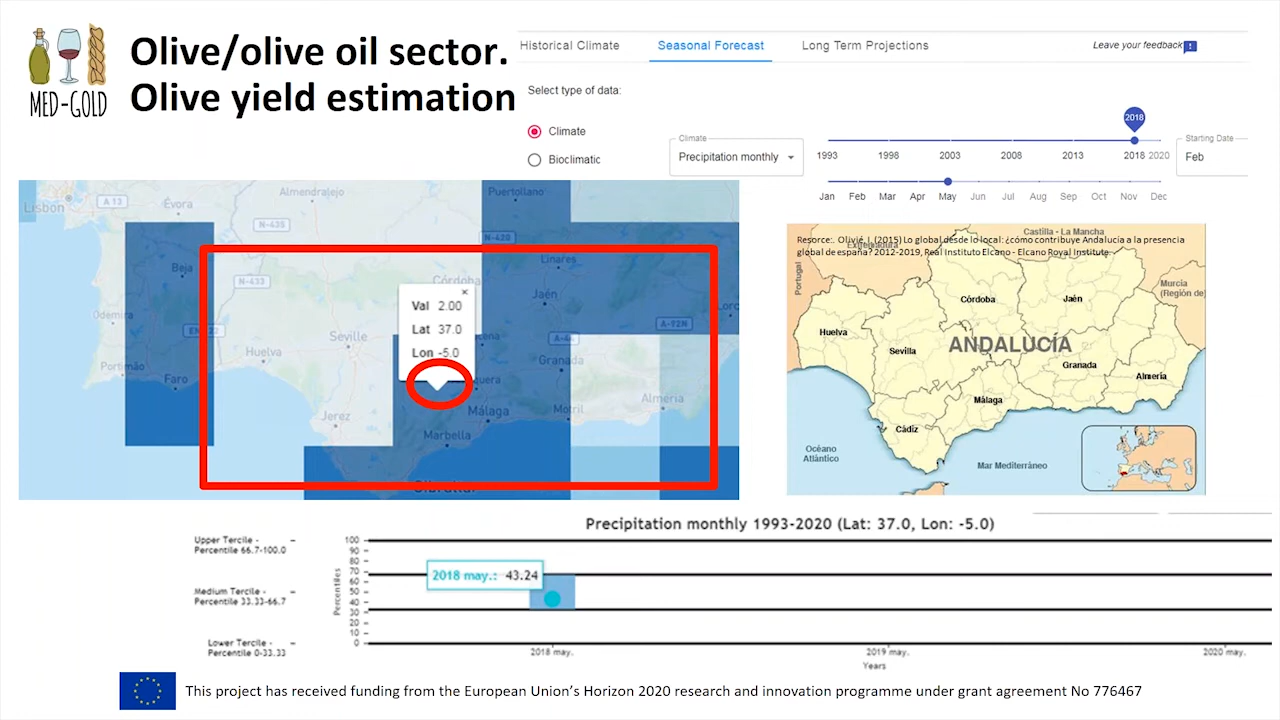 MED-GOLD
Olive/olive oil sector.
Olive yield estimation
Historical Climate
Seasonal Forecast
Long Term Projections
Leave your feedback
Select type of data:
Climate
Bioclimatic
Climate
Precipitation monthly
2018
1993 1998 2003 2008 2013 2018 2020
Jan Feb Mar Apr May Jun Jul Aug Sep Oct Nov Dec
Starting Date
Feb
Lisbon
A 13
Évora
Almendralejo
Puertollano
N-435
N-420
Beja
N-433
Córdoba
Linares
Jaén
Odemira
Huelva
Seville
Granada
A-92N
Portimão
Faro
Jerez
Málaga
Motril
Almería
Marbella
Gibraltar
×
Val 2.00
Lat 37.0
Lon -5.0
Resorce:. Olivié, I. (2015) Lo global desde lo local: ¿cómo contribuye Andalucía a la presencia
global de españa? 2012-2019, Real Instituto Elcano - Elcano Royal Institute.
Castilla - La Mancha
Extremadura
Portugal
Murcia
(Región de)
Córdoba
Jaén
Huelva
Sevilla
ANDALUCÍA
Granada
Almería
Málaga
Cádiz
Océano
Atlántico
Mar Mediterráneo
Precipitation monthly 1993-2020 (Lat: 37.0, Lon: -5.0)
Upper Tercile -
Percentile 66.7-100.0
Medium Tercile -
Percentile 33.33-66.7
Lower Tercile -
Percentile 0-33.33
Percentiles
100
90
80
70
60
50
40
30
20
10
0
2018 may.: 43.24
2018 may. 2019 may. 2020 may.
Years
This project has received funding from the European Union's Horizon 2020 research and innovation programme under grant agreement No 776467